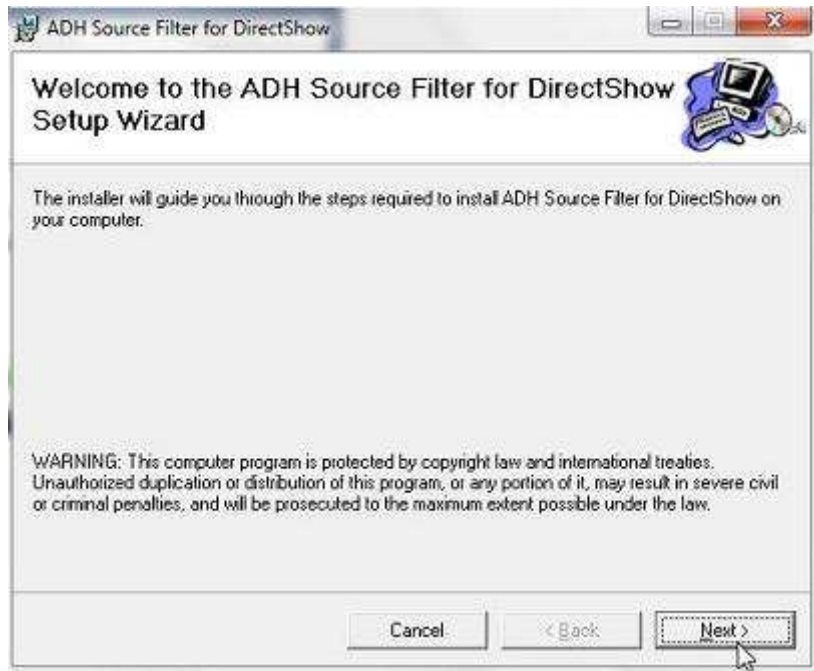 ADH Source Filter for DirectShow
Welcome to the ADH Source Filter for DirectShow
Setup Wizard
The installer will guide you through the steps required to install ADH Source Filter for DirectShow on
your computer.
WARNING: This computer program is protected by copyright law and international treaties.
Unauthorized duplication or distribution of this program, or any portion of it, may result in severe civil
or criminal penalties, and will be prosecuted to the maximum extent possible under the law.
Cancel < Back Next >